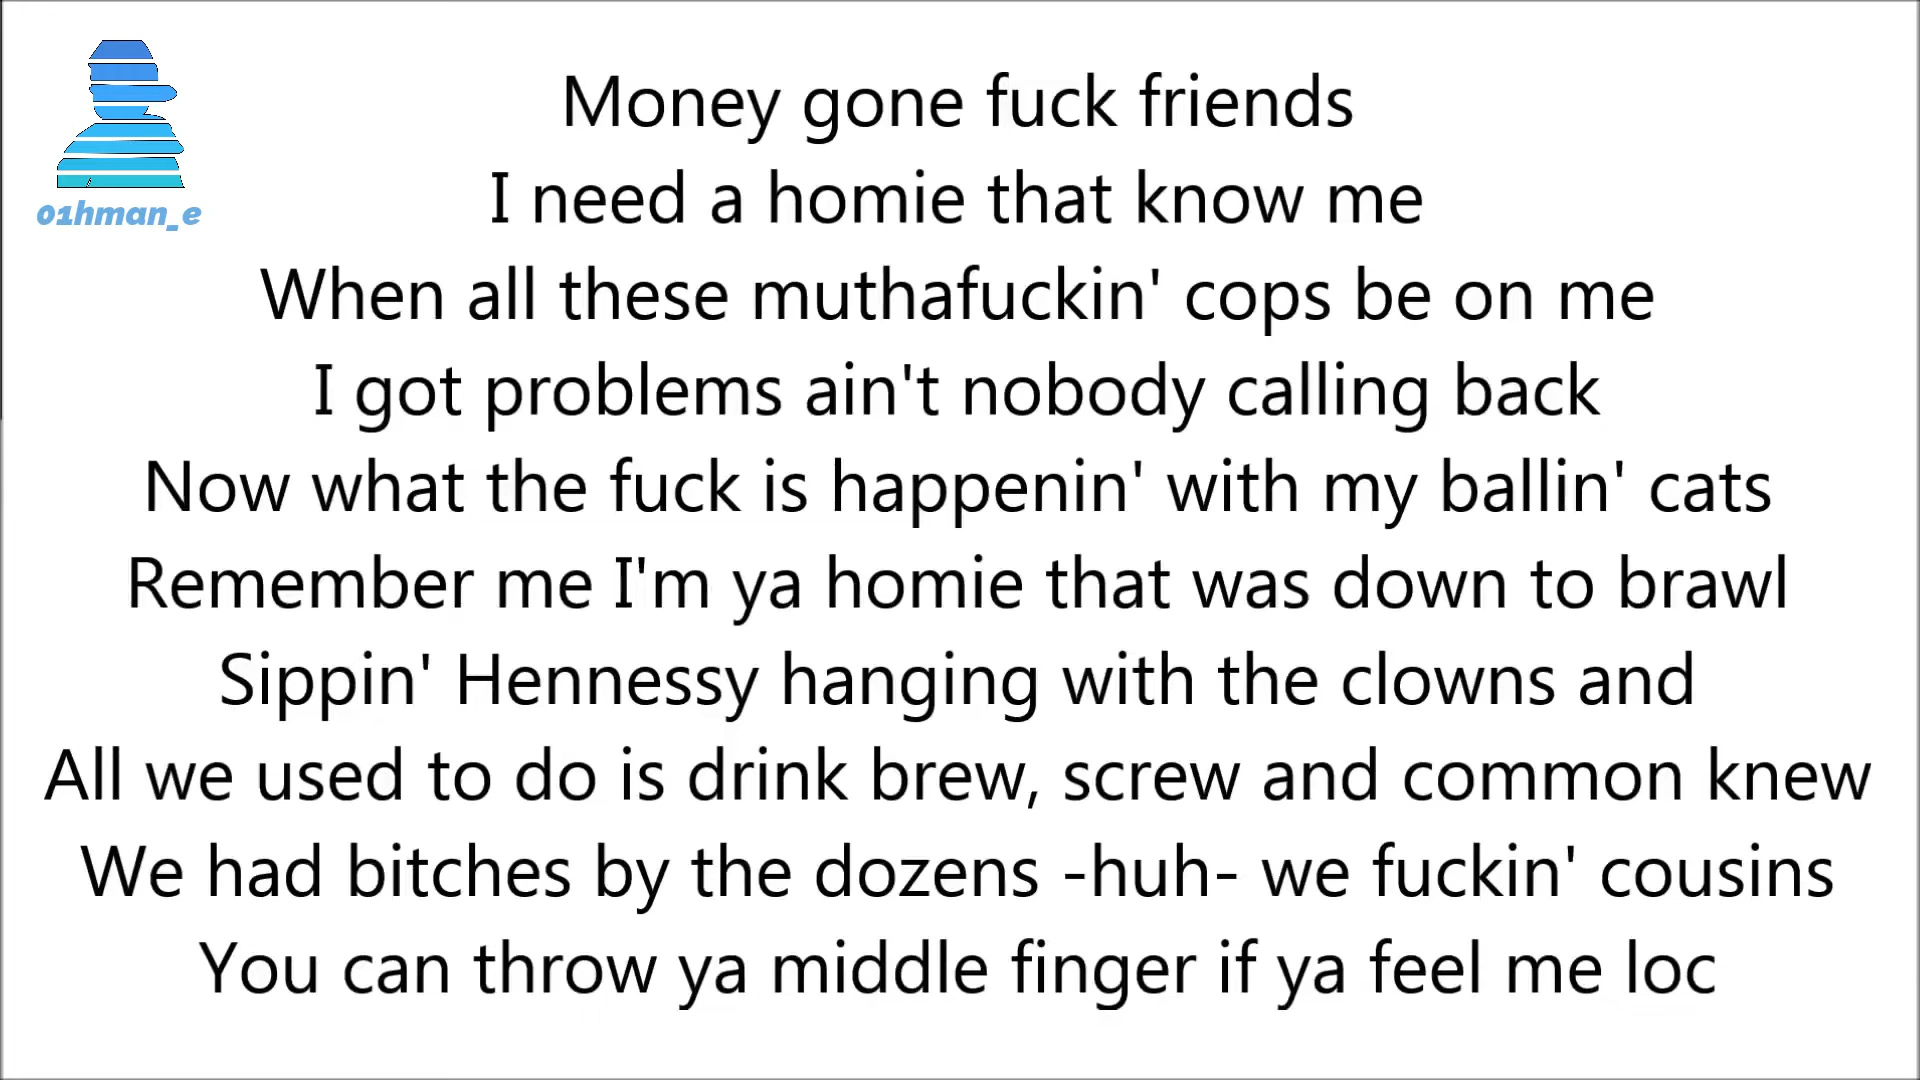 01hman_e
Money gone fuck friends
I need a homie that know me
When all these muthafuckin' cops be on me
I got problems ain't nobody calling back
Now what the fuck is happenin' with my ballin' cats
Remember me I'm ya homie that was down to brawl
Sippin' Hennessy hanging with the clowns and
All we used to do is drink brew, screw and common knew
We had bitches by the dozens -huh- we fuckin' cousins
You can throw ya middle finger if ya feel me loc